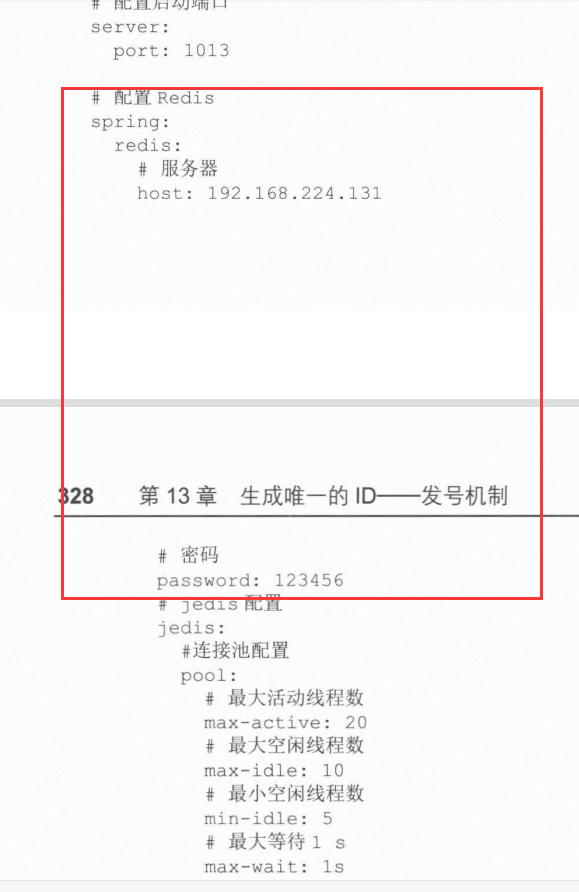 # 配置启动端口
server:
port: 1013
# 配置 Redis
spring:
redis:
# 服务器
host: 192.168.224.131
328 第 13 章 生成唯一的 ID——发号机制
# 密码
password: 123456
# jedis 配置
jedis:
#连接池配置
pool:
# 最大活动线程数
max-active: 20
# 最大空闲线程数
max-idle: 10
# 最小空闲线程数
min-idle: 5
# 最大等待 1 s
max-wait: 1s